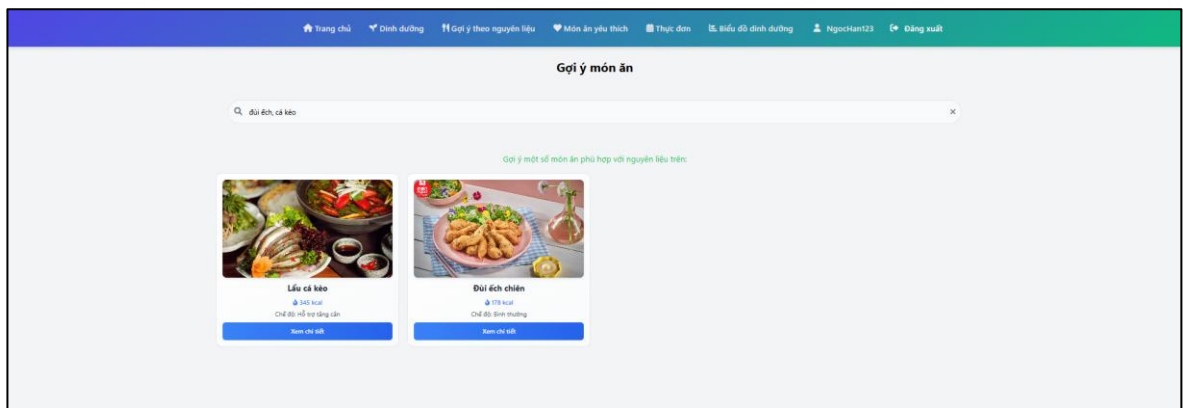 Trang chủ Dinh dưỡng Gợi ý theo nguyên liệu Món ăn yêu thích Thực đơn Biểu đồ dinh dưỡng NgocHan123 Đăng xuất
Gợi ý món ăn
đùi ếch, cá kèo
Gợi ý một số món ăn phù hợp với nguyên liệu trên:
Lẩu cá kèo
345 kcal
Chế độ: Hỗ trợ tăng cân
Xem chi tiết
Đùi ếch chiên
178 kcal
Chế độ: Bình thường
Xem chi tiết